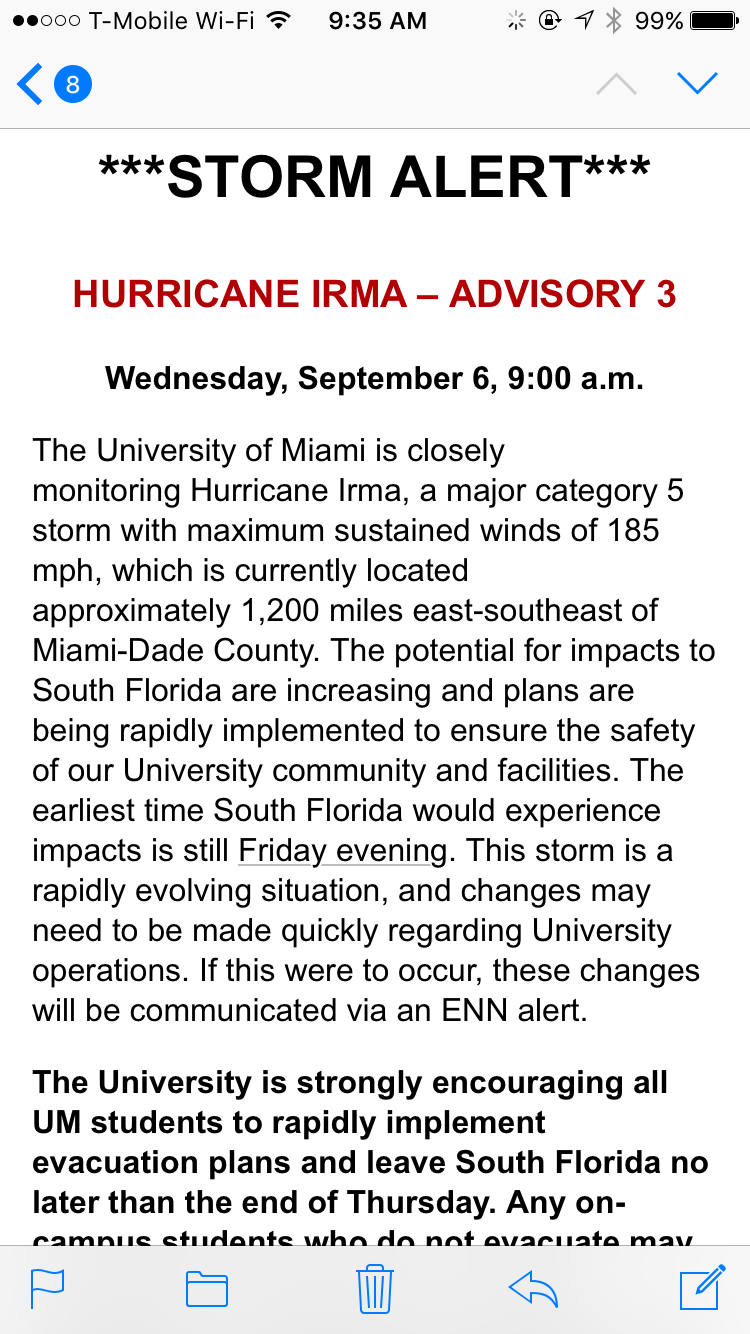 T-Mobile Wi-Fi 9:35 AM 99%
8
***STORM ALERT***
HURRICANE IRMA – ADVISORY 3
Wednesday, September 6, 9:00 a.m.
The University of Miami is closely
monitoring Hurricane Irma, a major category 5
storm with maximum sustained winds of 185
mph, which is currently located
approximately 1,200 miles east-southeast of
Miami-Dade County. The potential for impacts to
South Florida are increasing and plans are
being rapidly implemented to ensure the safety
of our University community and facilities. The
earliest time South Florida would experience
impacts is still Friday evening. This storm is a
rapidly evolving situation, and changes may
need to be made quickly regarding University
operations. If this were to occur, these changes
will be communicated via an ENN alert.
The University is strongly encouraging all
UM students to rapidly implement
evacuation plans and leave South Florida no
later than the end of Thursday. Any on-
campus students who do not evacuate may